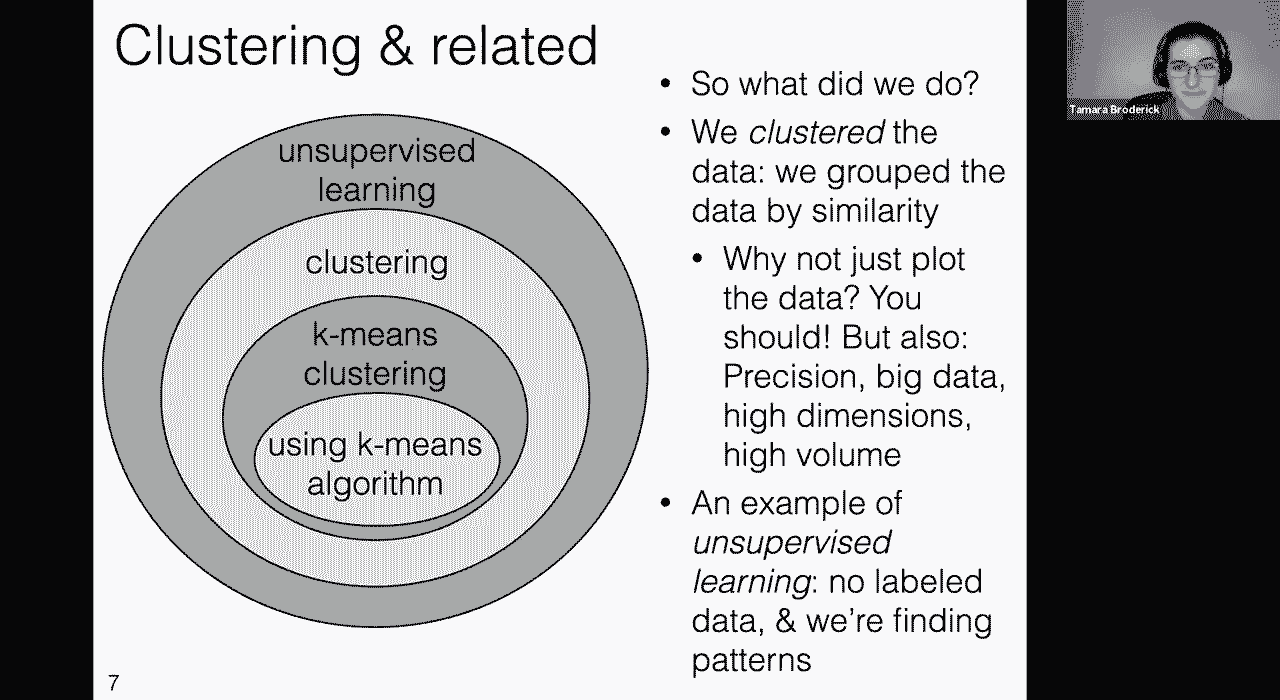 Clustering & related
unsupervised
learning
clustering
k-means
clustering
using k-means
algorithm
7
• So what did we do?
• We clustered the
data: we grouped the
data by similarity
• Why not just plot
the data? You
should! But also:
Precision, big data,
high dimensions,
high volume
• An example of
unsupervised
learning: no labeled
data, & we're finding
patterns
Tamara Broderick